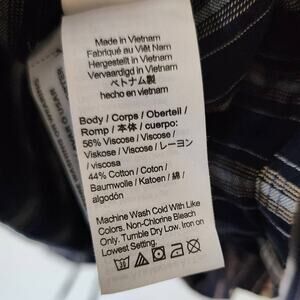 Made in Vietnam
Fabriqué au Viêt Nam
Hergestellt in Vietnam
Vervaardigd in Vietnam
ベトナム製
hecho en vietnam
Body / Corps / Oberteil /
Romp / 本体 / cuerpo:
56% Viscose / Viscose /
Viskose / Viscose / レーヨン
/ viscosa
44% Cotton / Coton /
Baumwolle / Katoen / 綿 /
algodón
Machine Wash Cold With Like
Colors. Non-Chlorine Bleach
Only. Tumble Dry Low. Iron on
Lowest Setting.